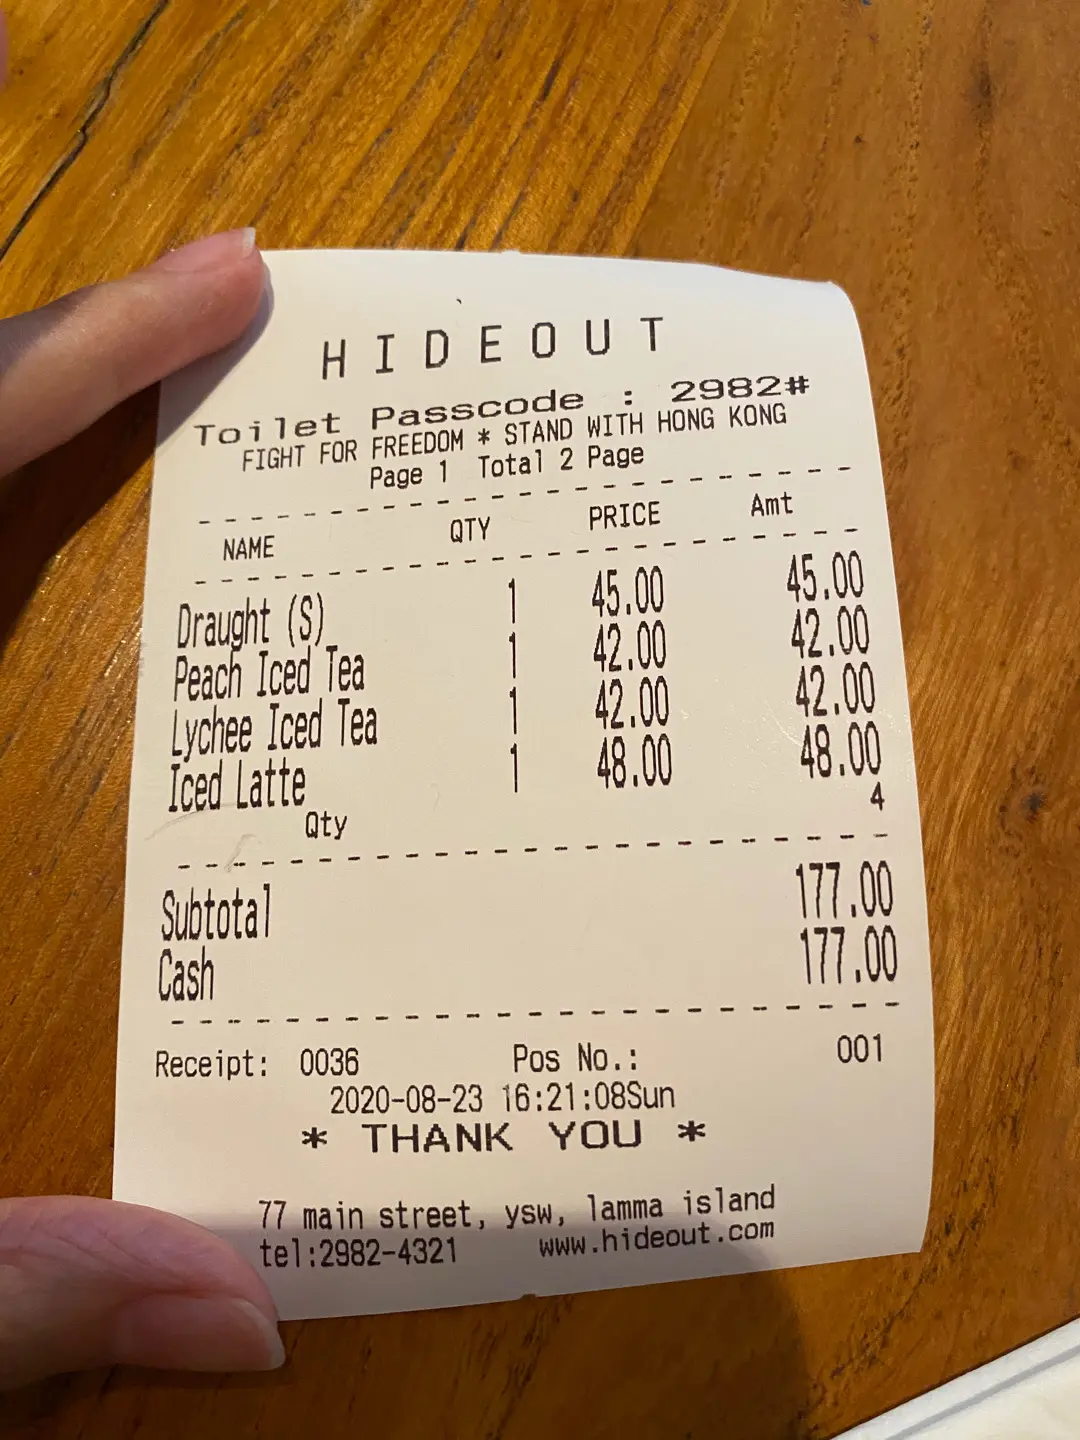 HIDEOUT
Toilet Passcode : 2982#
FIGHT FOR FREEDOM * STAND WITH HONG KONG
Page 1 Total 2 Page
NAME QTY PRICE Amt
Draught (S) 1 45.00 45.00
Peach Iced Tea 1 42.00 42.00
Lychee Iced Tea 1 42.00 42.00
Iced Latte 1 48.00 48.00
Qty 4
Subtotal 177.00
Cash 177.00
Receipt: 0036 Pos No.: 001
2020-08-23 16:21:08Sun
* THANK YOU *
77 main street, ysw, lamma island
tel:2982-4321 www.hideout.com